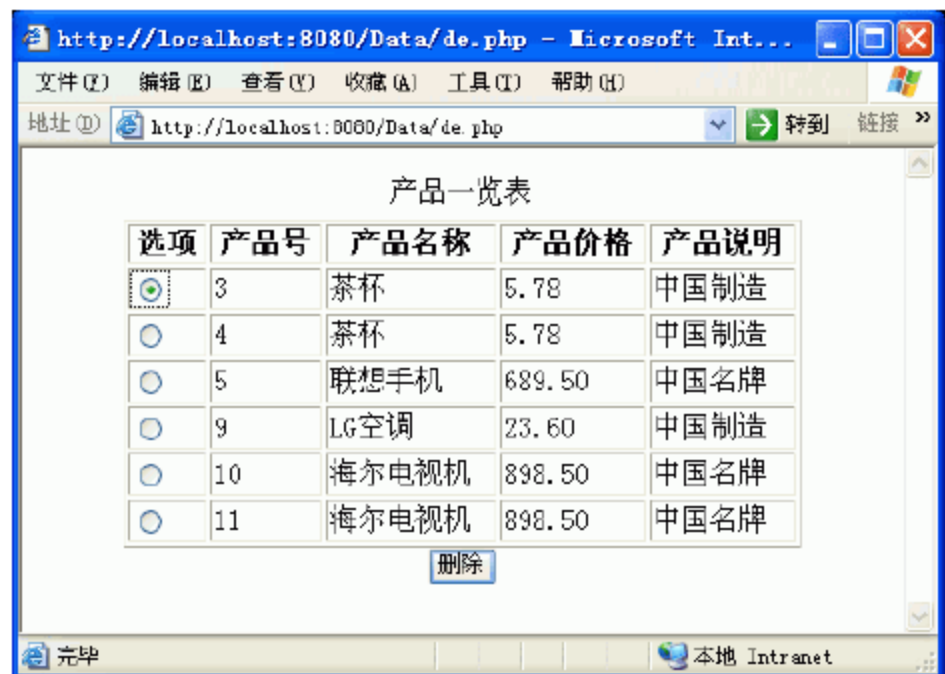 http://localhost:8080/Data/de.php - Microsoft Int...
文件(F) 编辑(E) 查看(V) 收藏(A) 工具(T) 帮助(H)
地址(D) http://localhost:8080/Data/de.php 转到 链接 »
产品一览表
选项 产品号 产品名称 产品价格 产品说明
3 茶杯 5.78 中国制造
4 茶杯 5.78 中国制造
5 联想手机 689.50 中国名牌
9 LG空调 23.60 中国制造
10 海尔电视机 898.50 中国名牌
11 海尔电视机 898.50 中国名牌
删除
完毕 本地 Intranet